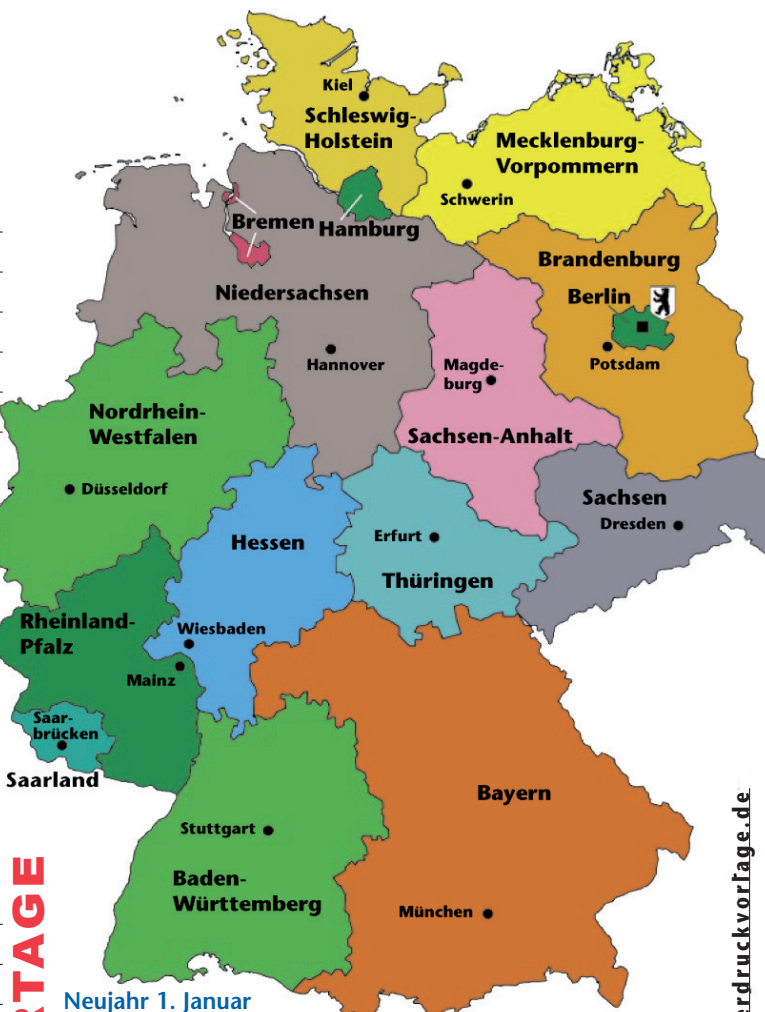 Kiel
Schleswig-
Holstein
Mecklenburg-
Vorpommern
Schwerin
Bremen
Hamburg
Brandenburg
Niedersachsen
Berlin
Hannover
Magde-
burg
Potsdam
Nordrhein-
Westfalen
Sachsen-Anhalt
Düsseldorf
Sachsen
Dresden
Hessen
Erfurt
Thüringen
Rheinland-
Pfalz
Wiesbaden
Mainz
Saar-
brücken
Saarland
Bayern
Stuttgart
Baden-
Württemberg
München
RTAGE
Neujahr 1. Januar
erdruckvorlage.de